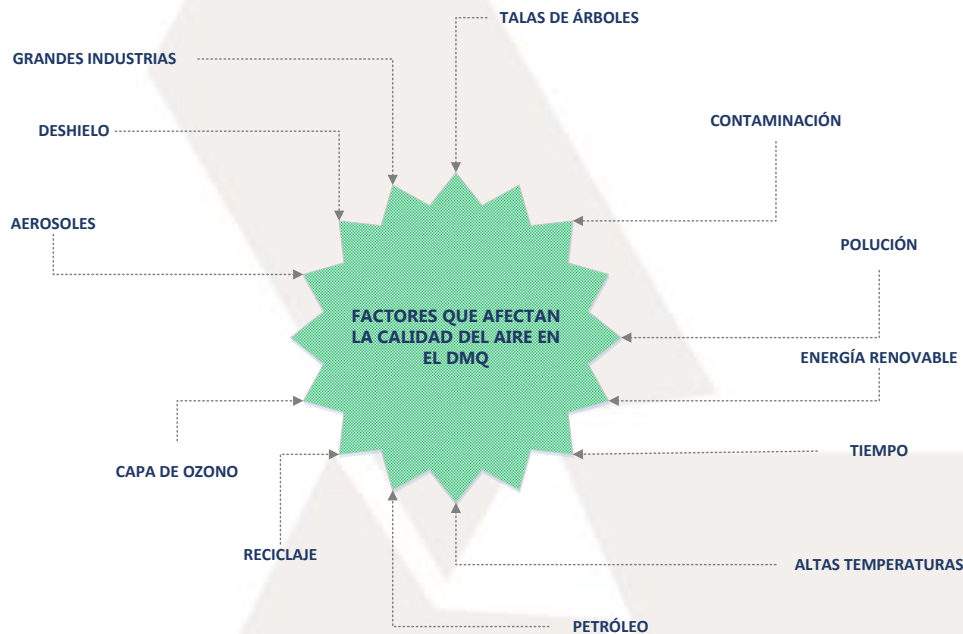 TALAS DE ÁRBOLES
GRANDES INDUSTRIAS
CONTAMINACIÓN
DESHIELO
AEROSOLES
POLUCIÓN
FACTORES QUE AFECTAN
LA CALIDAD DEL AIRE EN
EL DMQ
ENERGÍA RENOVABLE
TIEMPO
CAPA DE OZONO
RECICLAJE
ALTAS TEMPERATURAS
PETRÓLEO